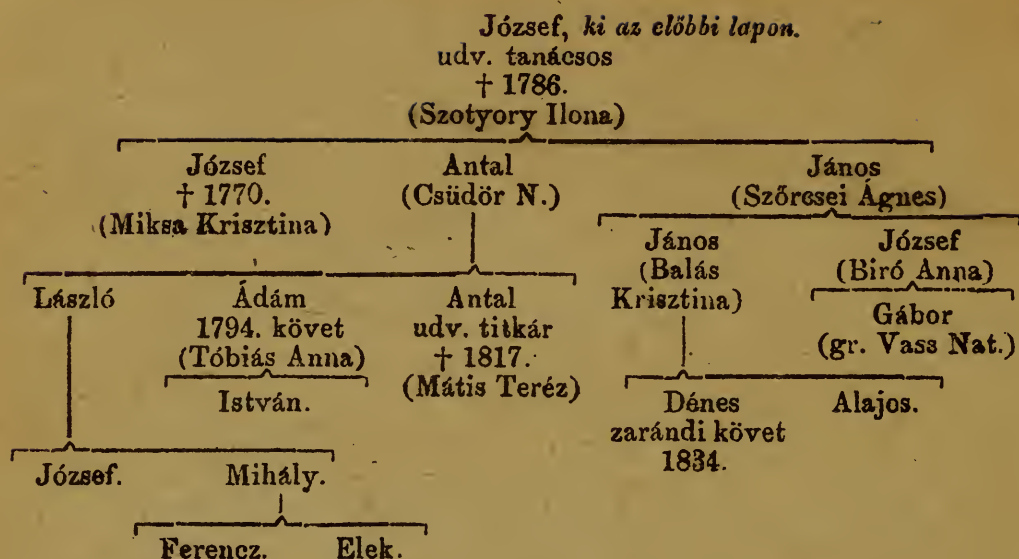 József, ki az előbbi lapon.
udv. tanácsos
† 1786.
(Szotyory Ilona)
József Antal János
† 1770. (Csüdör N.) (Szőrcsei Ágnes)
(Miksa Krisztina)
János József
(Balás (Biró Anna)
Krisztina)
László Ádám Antal
1794. követ udv. titkár
(Tóbiás Anna) † 1817.
(Mátis Teréz)
Gábor
(gr. Vass Nat.)
István.
Dénes Alajos.
zarándi követ
1834.
József. Mihály.
Ferencz. Elek.